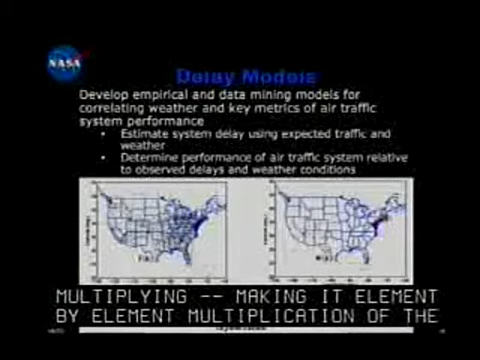 NASA
Delay Models
Develop empirical and data mining models for
correlating weather and key metrics of air traffic
system performance
• Estimate system delay using expected traffic and
weather
• Determine performance of air traffic system relative
to observed delays and weather conditions
MULTIPLYING -- MAKING IT ELEMENT
BY ELEMENT MULTIPLICATION OF THE